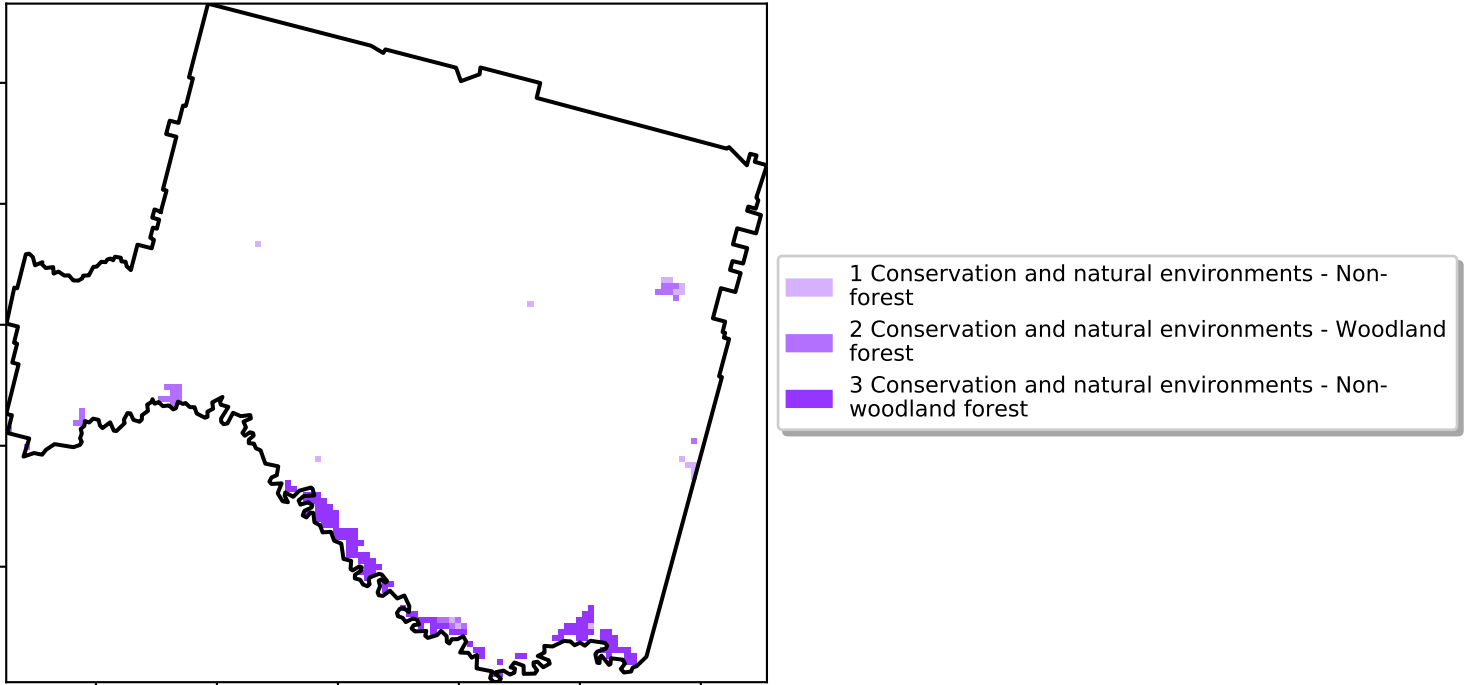 1 Conservation and natural environments - Non-
forest
2 Conservation and natural environments - Woodland
forest
3 Conservation and natural environments - Non-
woodland forest